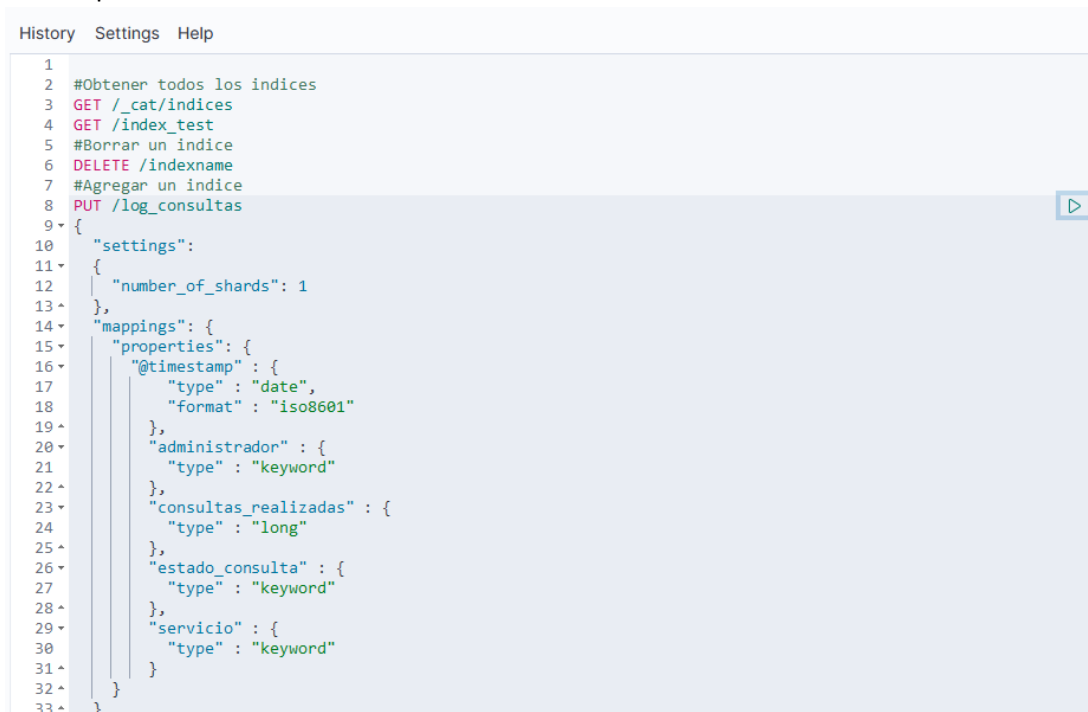 History Settings Help
1
2 #Obtener todos los indices
3 GET /_cat/indices
4 GET /index_test
5 #Borrar un indice
6 DELETE /indexname
7 #Agregar un indice
8 PUT /log_consultas
9 {
10 "settings":
11 {
12 "number_of_shards": 1
13 },
14 "mappings": {
15 "properties": {
16 "@timestamp" : {
17 "type" : "date",
18 "format" : "iso8601"
19 },
20 "administrador" : {
21 "type" : "keyword"
22 },
23 "consultas_realizadas" : {
24 "type" : "long"
25 },
26 "estado_consulta" : {
27 "type" : "keyword"
28 },
29 "servicio" : {
30 "type" : "keyword"
31 }
32 }
33 }